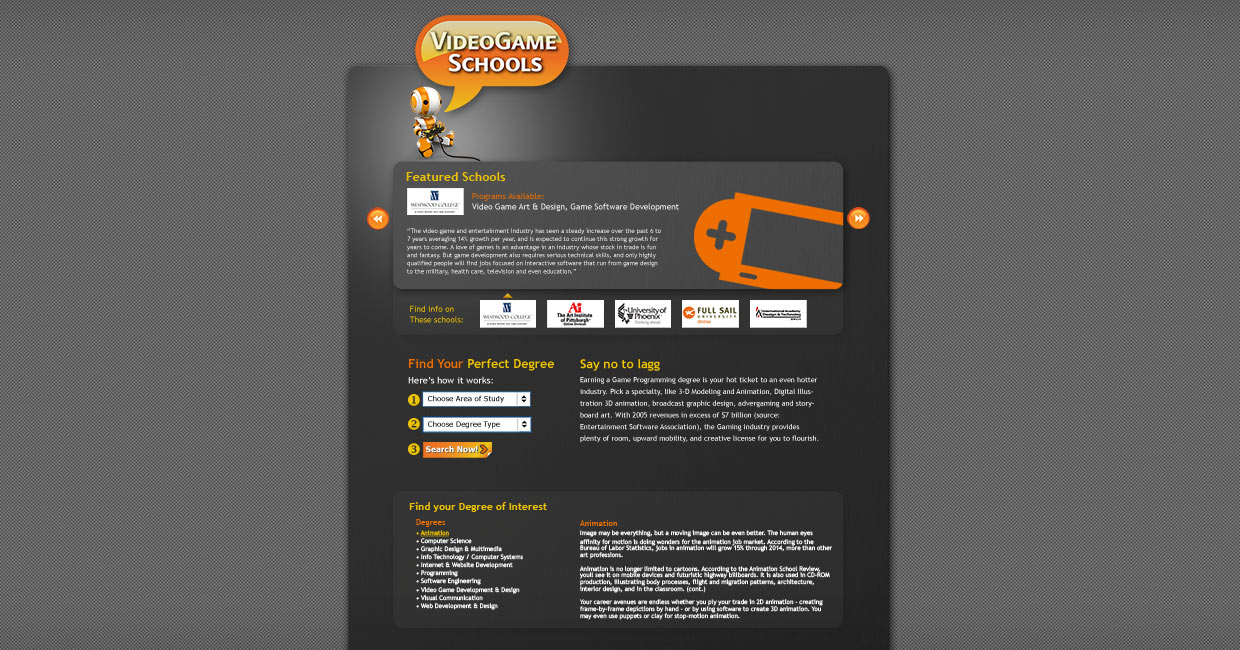 VIDEOGAME
SCHOOLS
Featured Schools
WESTWOOD COLLEGE
Programs Available:
Video Game Art & Design, Game Software Development
"The video game and entertainment industry has seen a steady increase over the past 6 to
7 years averaging 14% growth per year, and is expected to continue this strong growth for
years to come. A love of games is an advantage in an industry whose stock in trade is fun
and fantasy. But game development also requires serious technical skills, and only highly
qualified people will find jobs focused on interactive software that run from game design
to the military, health care, television and even education."
Find info on
These schools:
WESTWOOD COLLEGE
Ai
The Art Institute
of Pittsburgh
Online Division
University of
Phoenix
Thinking ahead.
FULL SAIL
UNIVERSITY
Online
International Academy
Design & Technology
Find Your Perfect Degree
Here's how it works:
1 Choose Area of Study
2 Choose Degree Type
3 Search Now!
Say no to lagg
Earning a Game Programming degree is your hot ticket to an even hotter
industry. Pick a specialty, like 3-D Modeling and Animation, Digital Illus-
tration 3D animation, broadcast graphic design, advergaming and story-
board art. With 2005 revenues in excess of $7 billion (source:
Entertainment Software Association), the Gaming industry provides
plenty of room, upward mobility, and creative license for you to flourish.
Find your Degree of Interest
Degrees
+ Animation
+ Computer Science
+ Graphic Design & Multimedia
+ Info Technology / Computer Systems
+ Internet & Website Development
+ Programming
+ Software Engineering
+ Video Game Development & Design
+ Visual Communication
+ Web Development & Design
Animation
Image may be everything, but a moving image can be even better. The human eyes
affinity for motion is doing wonders for the animation job market. According to the
Bureau of Labor Statistics, jobs in animation will grow 15% through 2014, more than other
art professions.
Animation is no longer limited to cartoons. According to the Animation School Review,
youll see it on mobile devices and futuristic highway billboards. It is also used in CD-ROM
production, illustrating body processes, flight and migration patterns, architecture,
interior design, and in the classroom. (cont.)
Your career avenues are endless whether you ply your trade in 2D animation - creating
frame-by-frame depictions by hand - or by using software to create 3D animation. You
may even use puppets or clay for stop-motion animation.